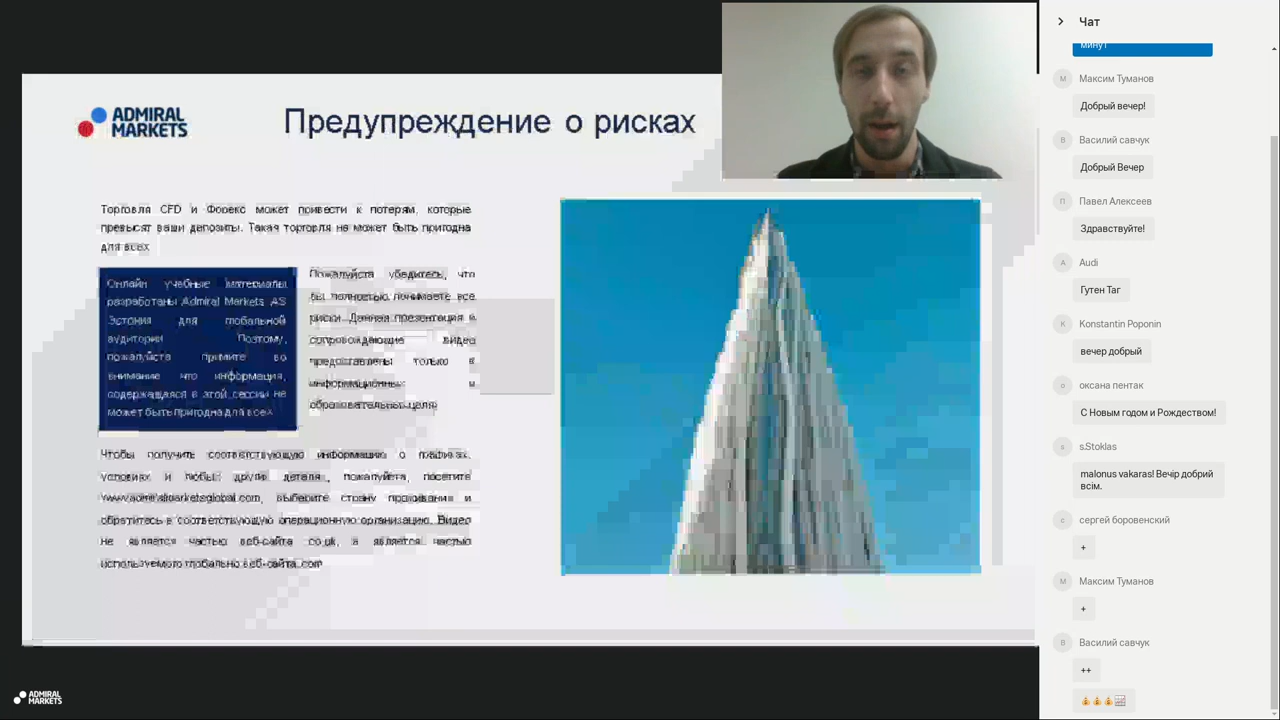 ADMIRAL
MARKETS
Предупреждение о рисках
Торговля CFD и Форекс может привести к потерям, которые
превысят ваши депозиты. Такая торговля не может быть пригодна
для всех
Онлайн учебные материалы
разработаны Admiral Markets AS
Эстония для глобальной
аудитории Поэтому,
пожалуйста примите во
внимание что информация,
содержащаяся в этой сессии не
может быть пригодна для всех
Пожалуйста убедитесь, что
вы полностью понимаете все
риски. Данная презентация и
сопровождающие видео
предоставлены только в
информационных и
образовательных целях
Чтобы получить соответствующую информацию о графиках,
условиях и любых других деталях, пожалуйста, посетите
www.admiralmarketsglobal.com, выберите страну проживания и
обратитесь в соответствующую операционную организацию. Видео
не является частью веб-сайта co.uk, а является частью
используемого глобально веб-сайта.com
ADMIRAL
MARKETS
Чат
минут
М Максим Туманов
Добрый вечер!
В Василий савчук
Добрый Вечер
П Павел Алексеев
Здравствуйте!
A Audi
Гутен Таг
K Konstantin Poponin
вечер добрый
о оксана пентак
С Новым годом и Рождеством!
s s.Stoklas
malonus vakaras! Вечір добрий
всім.
с сергей боровенский
+
М Максим Туманов
+
В Василий савчук
++